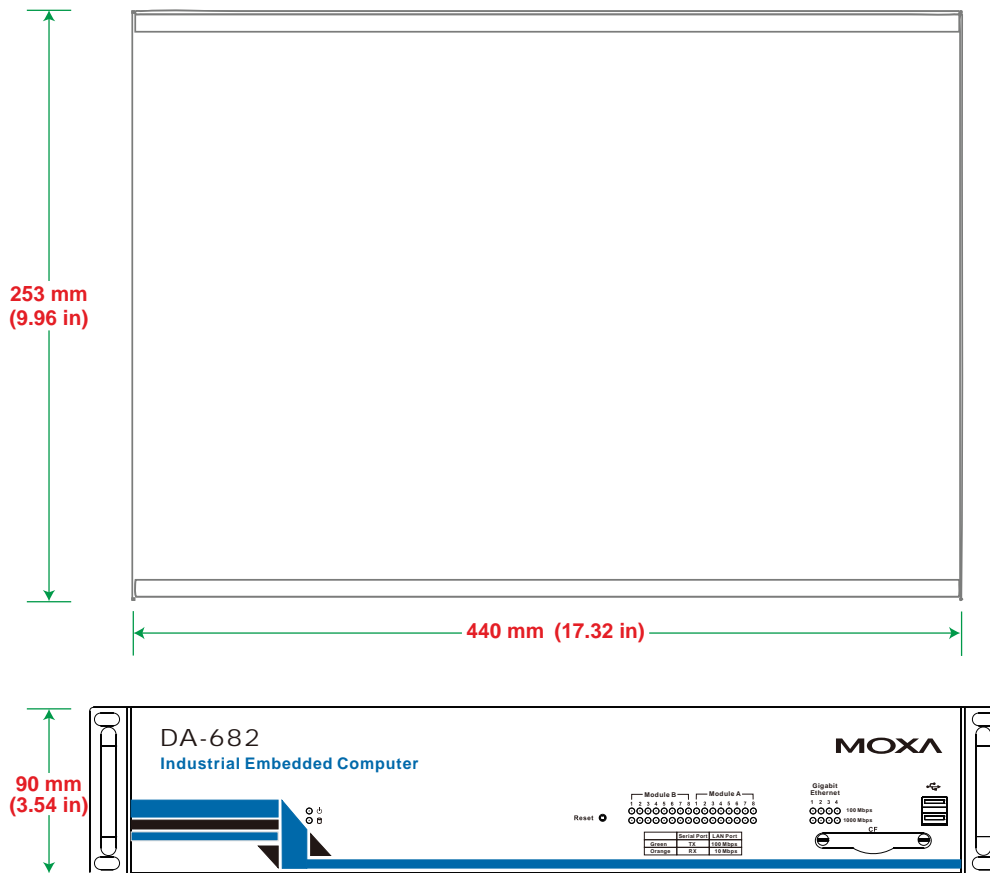 253 mm
(9.96 in)
440 mm (17.32 in)
90 mm
(3.54 in)
DA-682
Industrial Embedded Computer
MOXA
Reset
Module B Module A
1 2 3 4 5 6 7 8 1 2 3 4 5 6 7 8
Serial Port LAN Port
Green TX 100 Mbps
Orange RX 10 Mbps
Gigabit
Ethernet
1 2 3 4
100 Mbps
1000 Mbps
CF